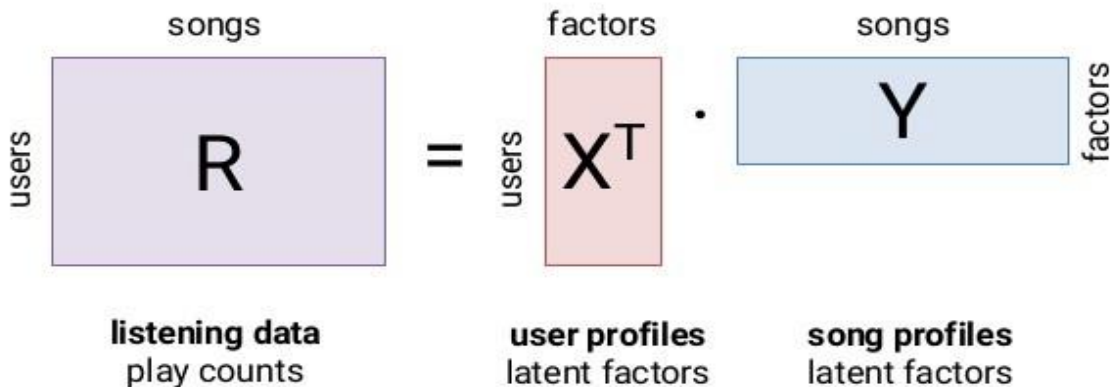 songs
factors
songs
users
R
=
users
X^T
·
Y
factors
listening data
play counts
user profiles
latent factors
song profiles
latent factors